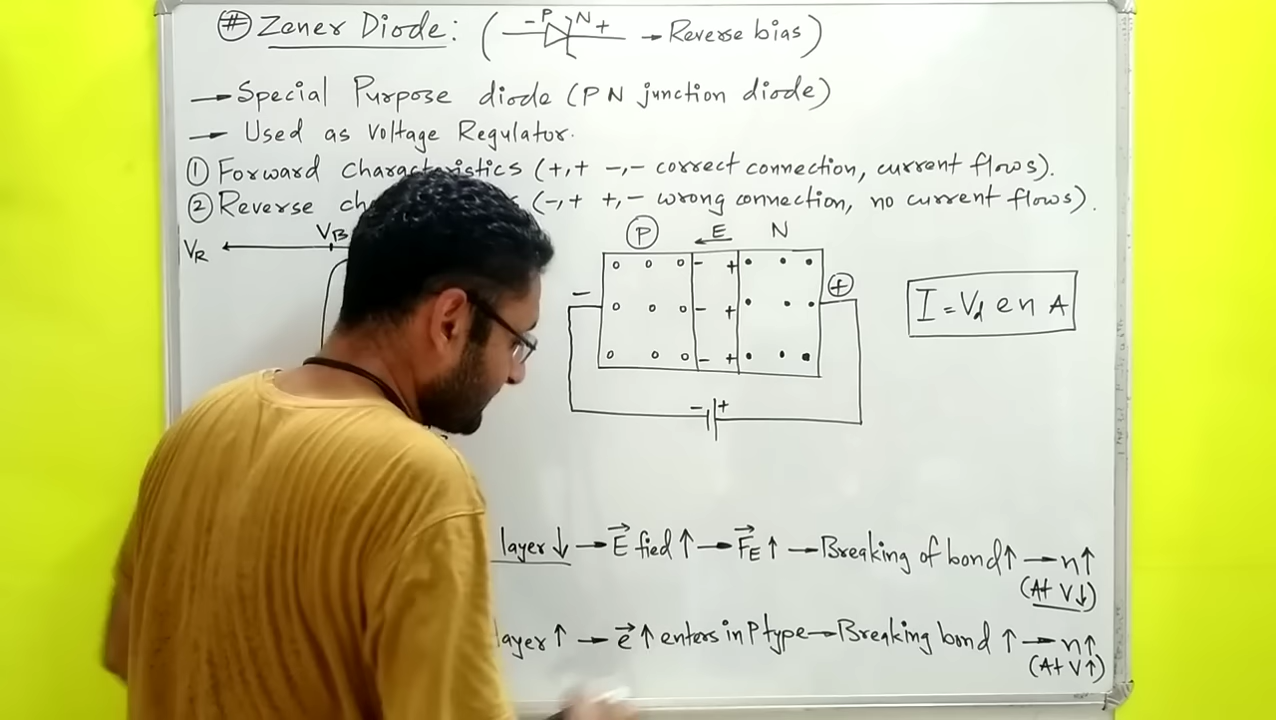 # Zener Diode: ( - P N + → Reverse bias)
→ Special Purpose diode (PN junction diode)
→ Used as Voltage Regulator.
① Forward characteristics (+,+ -,- correct connection, current flows).
② Reverse ch (-,+ +,- wrong connection, no current flows).
VR VB
P E N
- + - + +
- + I = Vd e n A
- +
- +
layer ↓ → E fied ↑ → FE ↑ → Breaking of bond ↑ → n ↑
(At V↓)
layer ↑ → e ↑ enters in P type → Breaking bond ↑ → n ↑
(At V↑)